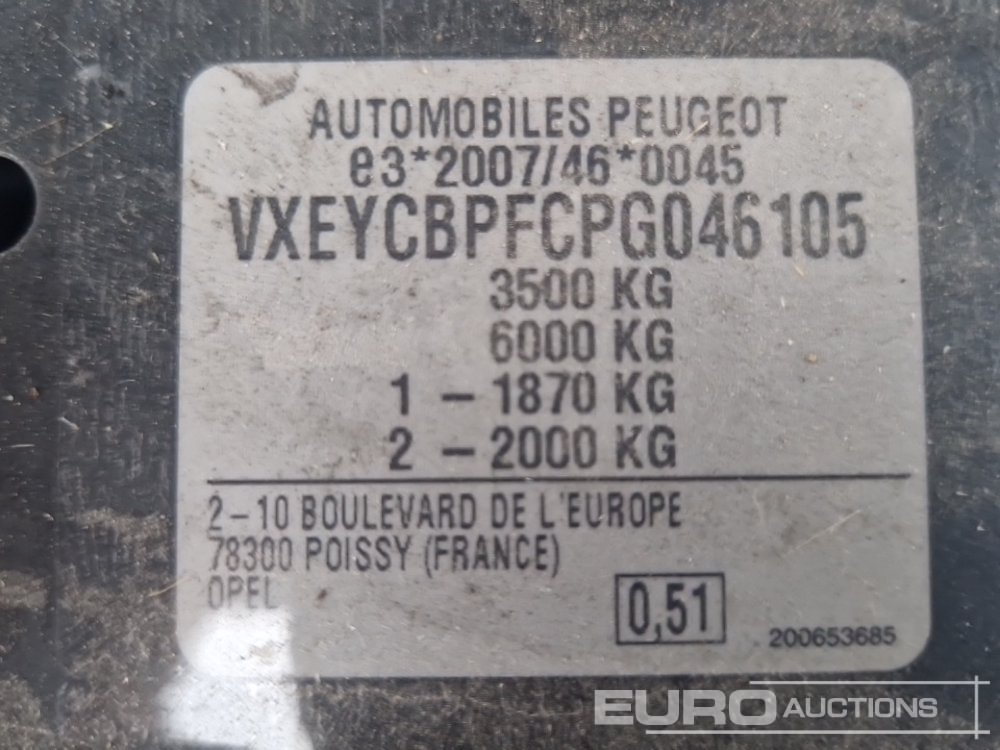 AUTOMOBILES PEUGEOT
e3*2007/46*0045
VXEYCBPFCPG046105
3500 KG
6000 KG
1 - 1870 KG
2 - 2000 KG
2-10 BOULEVARD DE L'EUROPE
78300 POISSY (FRANCE)
OPEL
0,51
200653685
EURO AUCTIONS